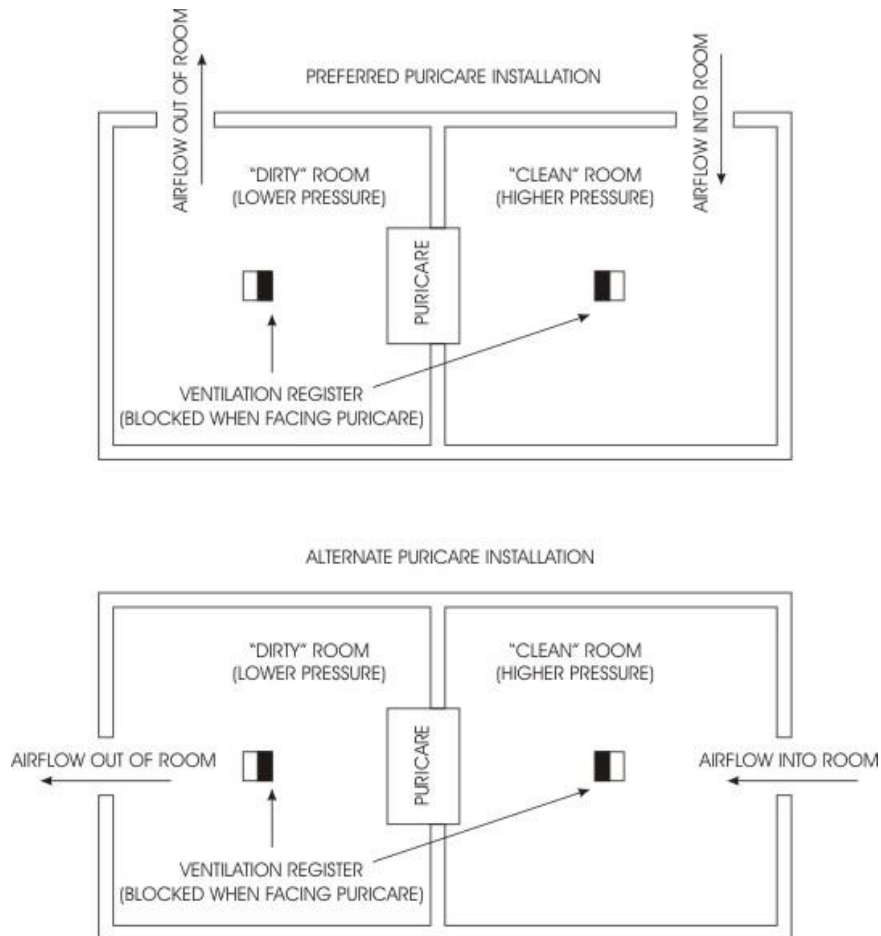 PREFERRED PURICARE INSTALLATION
AIRFLOW OUT OF ROOM
AIRFLOW INTO ROOM
“DIRTY” ROOM
(LOWER PRESSURE)
“CLEAN” ROOM
(HIGHER PRESSURE)
PURICARE
VENTILATION REGISTER
(BLOCKED WHEN FACING PURICARE)
ALTERNATE PURICARE INSTALLATION
“DIRTY” ROOM
(LOWER PRESSURE)
“CLEAN” ROOM
(HIGHER PRESSURE)
AIRFLOW OUT OF ROOM
PURICARE
AIRFLOW INTO ROOM
VENTILATION REGISTER
(BLOCKED WHEN FACING PURICARE)